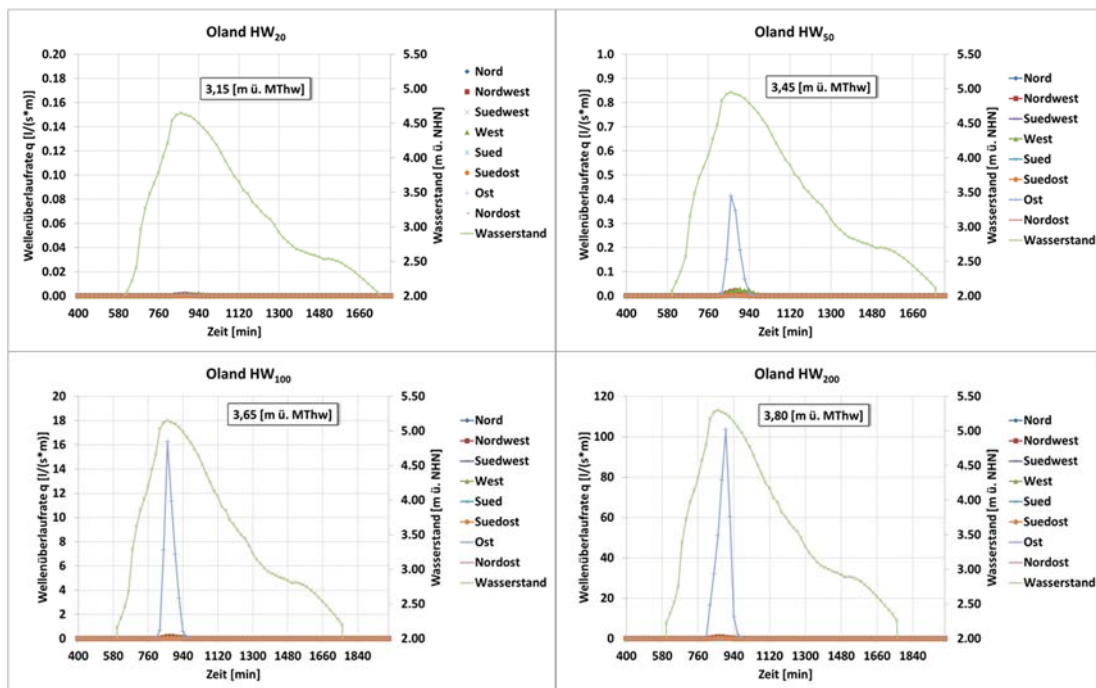 Oland HW20
3,15 [m ü. MThw]
Wellenüberlaufrate q [l/(s*m)]
0.20
0.18
0.16
0.14
0.12
0.10
0.08
0.06
0.04
0.02
0.00
400 580 760 940 1120 1300 1480 1660
Zeit [min]
5.50
5.00
4.50
4.00
3.50
3.00
2.50
2.00
Wasserstand [m ü. NHN]
Nord
Nordwest
Suedwest
West
Sued
Suedost
Ost
Nordost
Wasserstand
Oland HW50
3,45 [m ü. MThw]
Wellenüberlaufrate q [l/(s*m)]
1.0
0.9
0.8
0.7
0.6
0.5
0.4
0.3
0.2
0.1
0.0
400 580 760 940 1120 1300 1480 1660
Zeit [min]
5.50
5.00
4.50
4.00
3.50
3.00
2.50
2.00
Wasserstand [m ü. NHN]
Nord
Nordwest
Suedwest
West
Sued
Suedost
Ost
Nordost
Wasserstand
Oland HW100
3,65 [m ü. MThw]
Wellenüberlaufrate q [l/(s*m)]
20
18
16
14
12
10
8
6
4
2
0
400 580 760 940 1120 1300 1480 1660 1840
Zeit [min]
5.50
5.00
4.50
4.00
3.50
3.00
2.50
2.00
Wasserstand [m ü. NHN]
Nord
Nordwest
Suedwest
West
Sued
Suedost
Ost
Nordost
Wasserstand
Oland HW200
3,80 [m ü. MThw]
Wellenüberlaufrate q [l/(s*m)]
120
100
80
60
40
20
0
400 580 760 940 1120 1300 1480 1660 1840
Zeit [min]
5.50
5.00
4.50
4.00
3.50
3.00
2.50
2.00
Wasserstand [m ü. NHN]
Nord
Nordwest
Suedwest
West
Sued
Suedost
Ost
Nordost
Wasserstand